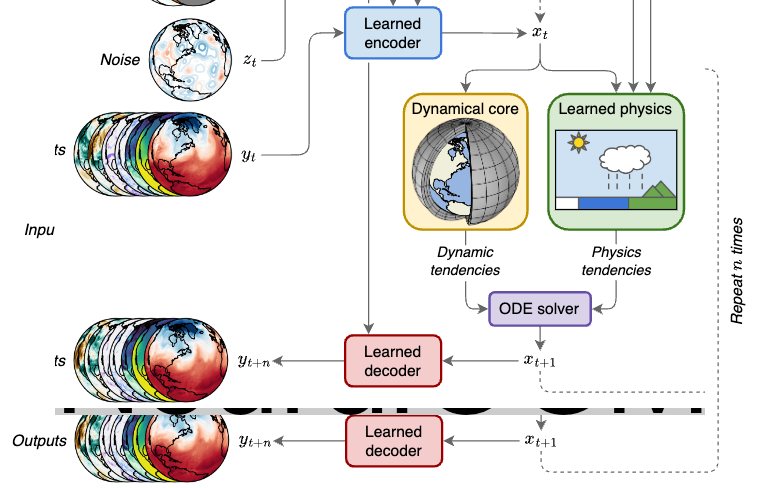 Learned
encoder
x_t
Noise
z_t
Dynamical core
Learned physics
ts
y_t
Inpu
Dynamic
tendencies
Physics
tendencies
Repeat n times
ODE solver
ts
y_{t+n}
Learned
decoder
x_{t+1}
Outputs
y_{t+n}
Learned
decoder
x_{t+1}